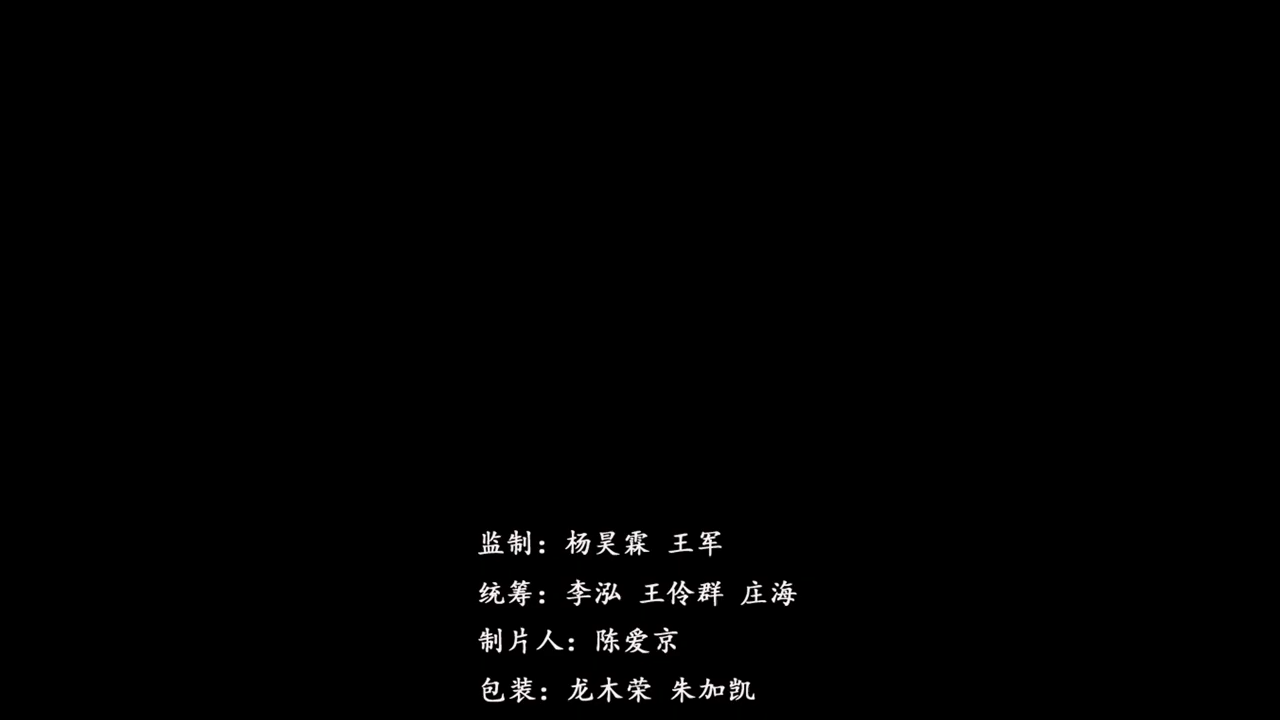 监制：杨昊霖 王军
统筹：李泓 王伶群 庄海
制片人：陈爱京
包装：龙木荣 朱加凯